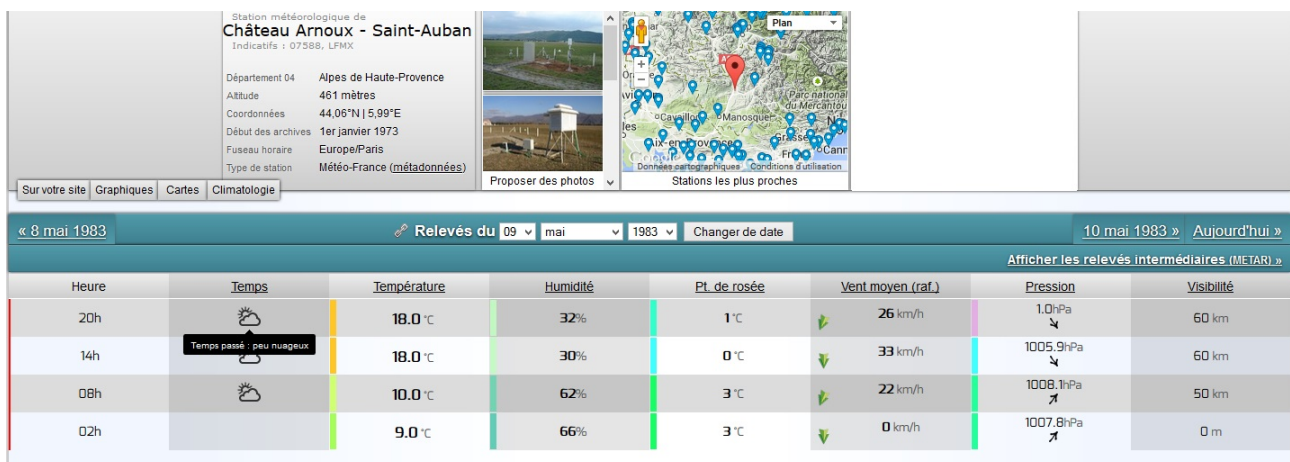 Station météorologique de
Château Arnoux - Saint-Auban
Indicatifs : 07588, LFMX
Département 04 Alpes de Haute-Provence
Altitude 461 mètres
Coordonnées 44,06°N | 5,99°E
Début des archives 1er janvier 1973
Fuseau horaire Europe/Paris
Type de station Météo-France (métadonnées)
Proposer des photos
Plan
Parc national
du Mercantou
Cavaillon Manosque
Aix-en-Provence Grasse
Cann
Données cartographiques Conditions d'utilisation
Stations les plus proches
Sur votre site Graphiques Cartes Climatologie
« 8 mai 1983 Relevés du 09 mai 1983 Changer de date 10 mai 1983 » Aujourd'hui »
Afficher les relevés intermédiaires (METAR) »
Heure Temps Température Humidité Pt. de rosée Vent moyen (raf.) Pression Visibilité
20h 18.0 °C 32% 1 °C 26 km/h 1.0hPa 60 km
Temps passé : peu nuageux
14h 18.0 °C 30% 0 °C 33 km/h 1005.9hPa 60 km
08h 10.0 °C 62% 3 °C 22 km/h 1008.1hPa 50 km
02h 9.0 °C 66% 3 °C 0 km/h 1007.8hPa 0 m